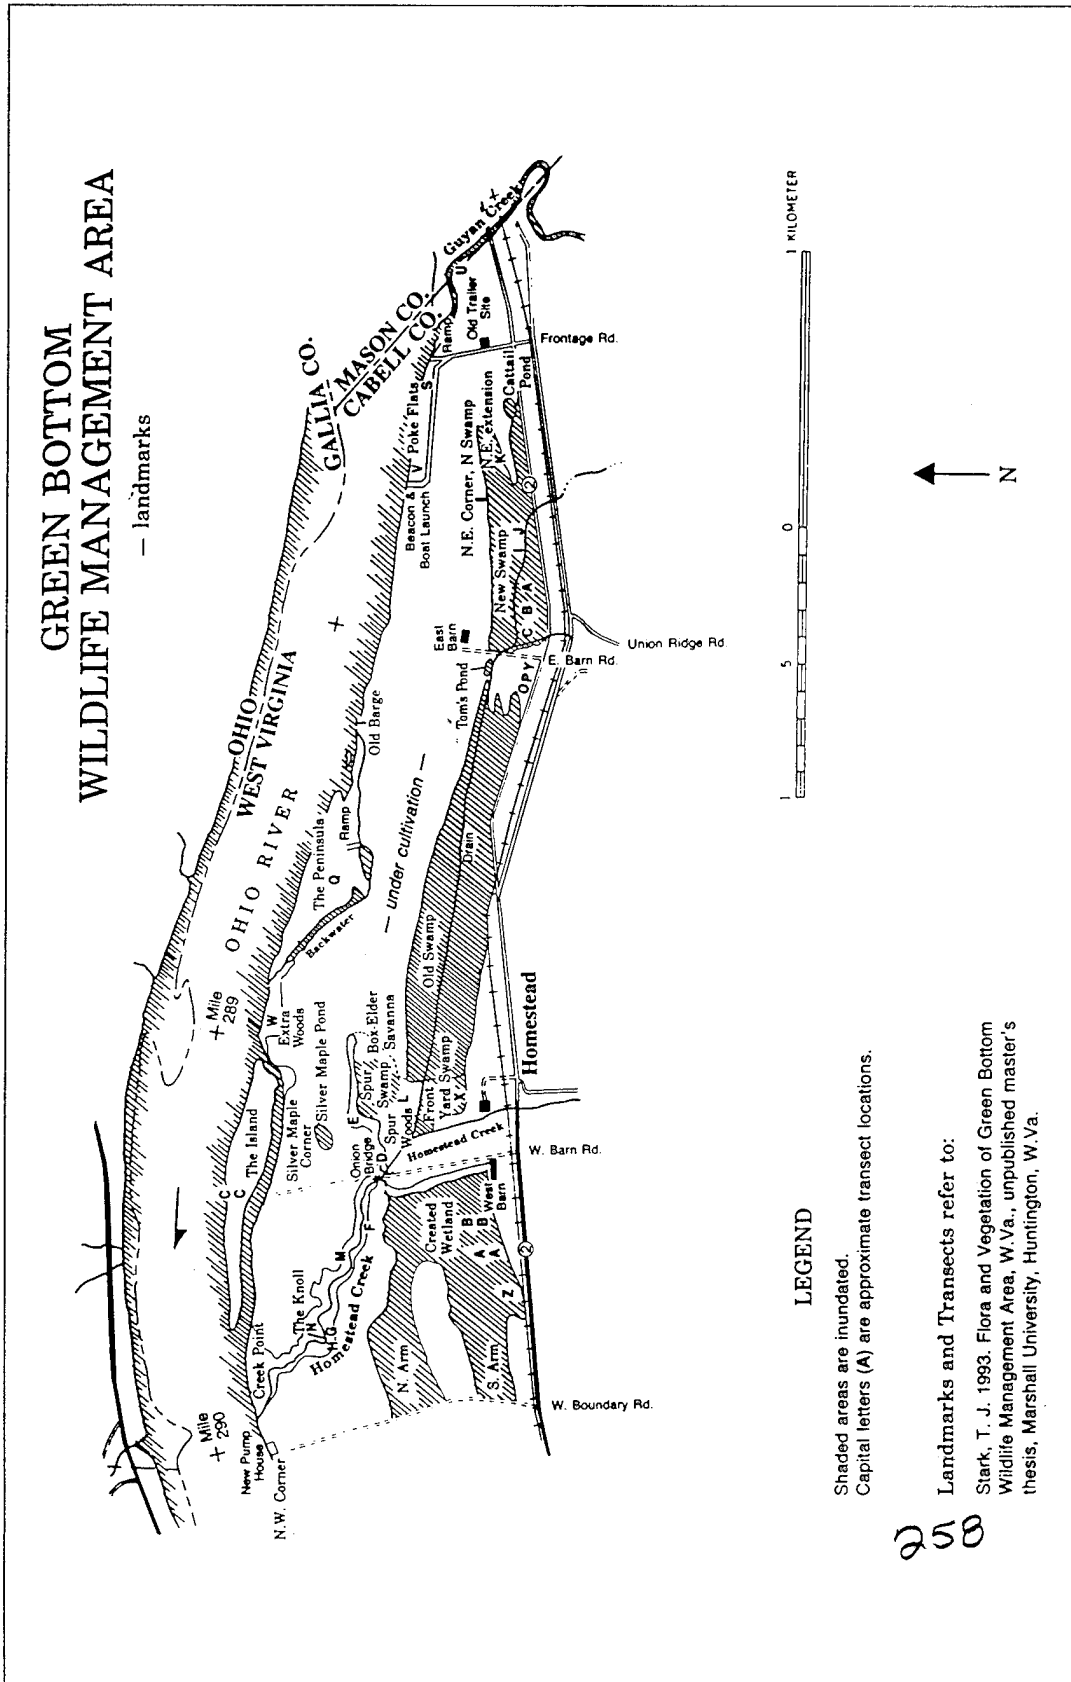 GREEN BOTTOM
WILDLIFE MANAGEMENT AREA
— landmarks
OHIO
WEST VIRGINIA
GALLIA CO.
MASON CO.
CABELL CO.
OHIO RIVER
+ Mile
290
+ Mile
289
New Pump
House
N.W. Corner
Creek Point
The Knoll
Homestead Creek
N
H G
M
F
C
C
The Island
Silver Maple
Corner
Silver Maple Pond
W
Extra
Woods
Backwater
The Peninsula
Q
Ramp
T
Old Barge
— under cultivation —
Onion
Bridge
E
D
Spur
Swamp
Spur
Woods
L
Box-Elder
Savanna
Front
Yard Swamp
X
Old Swamp
Drain
Tom's Pond
East
Barn
O P Y
New Swamp
C B A
I J
N.E. Corner, N Swamp
N.E. extension
K
Cattail
Pond
Beacon &
Boat Launch
V
Poke Flats
S
Ramp
U
Old Trailer
Site
Guyan Creek
N. Arm
S. Arm
Created
Wetland
A
A
B
B
Z
West
Barn
Homestead Creek
Homestead
2
2
W. Boundary Rd.
W. Barn Rd.
E. Barn Rd.
Union Ridge Rd.
Frontage Rd.
1
5
0
1 KILOMETER
N
LEGEND
Shaded areas are inundated.
Capital letters (A) are approximate transect locations.
Landmarks and Transects refer to:
Stark, T. J. 1993. Flora and Vegetation of Green Bottom
Wildlife Management Area, W.Va., unpublished master's
thesis, Marshall University, Huntington, W.Va.
258